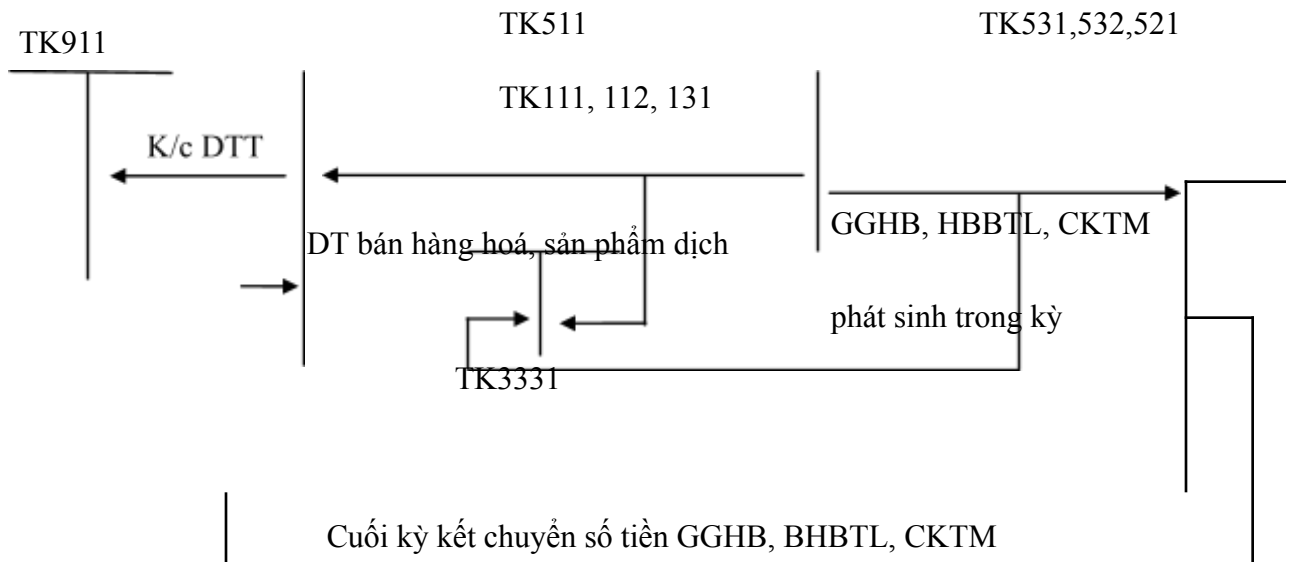 TK511
TK531,532,521
TK911
TK111, 112, 131
K/c DTT
GGHB, HBBTL, CKTM
DT bán hàng hoá, sản phẩm dịch
phát sinh trong kỳ
TK3331
Cuối kỳ kết chuyển số tiền GGHB, BHBTL, CKTM